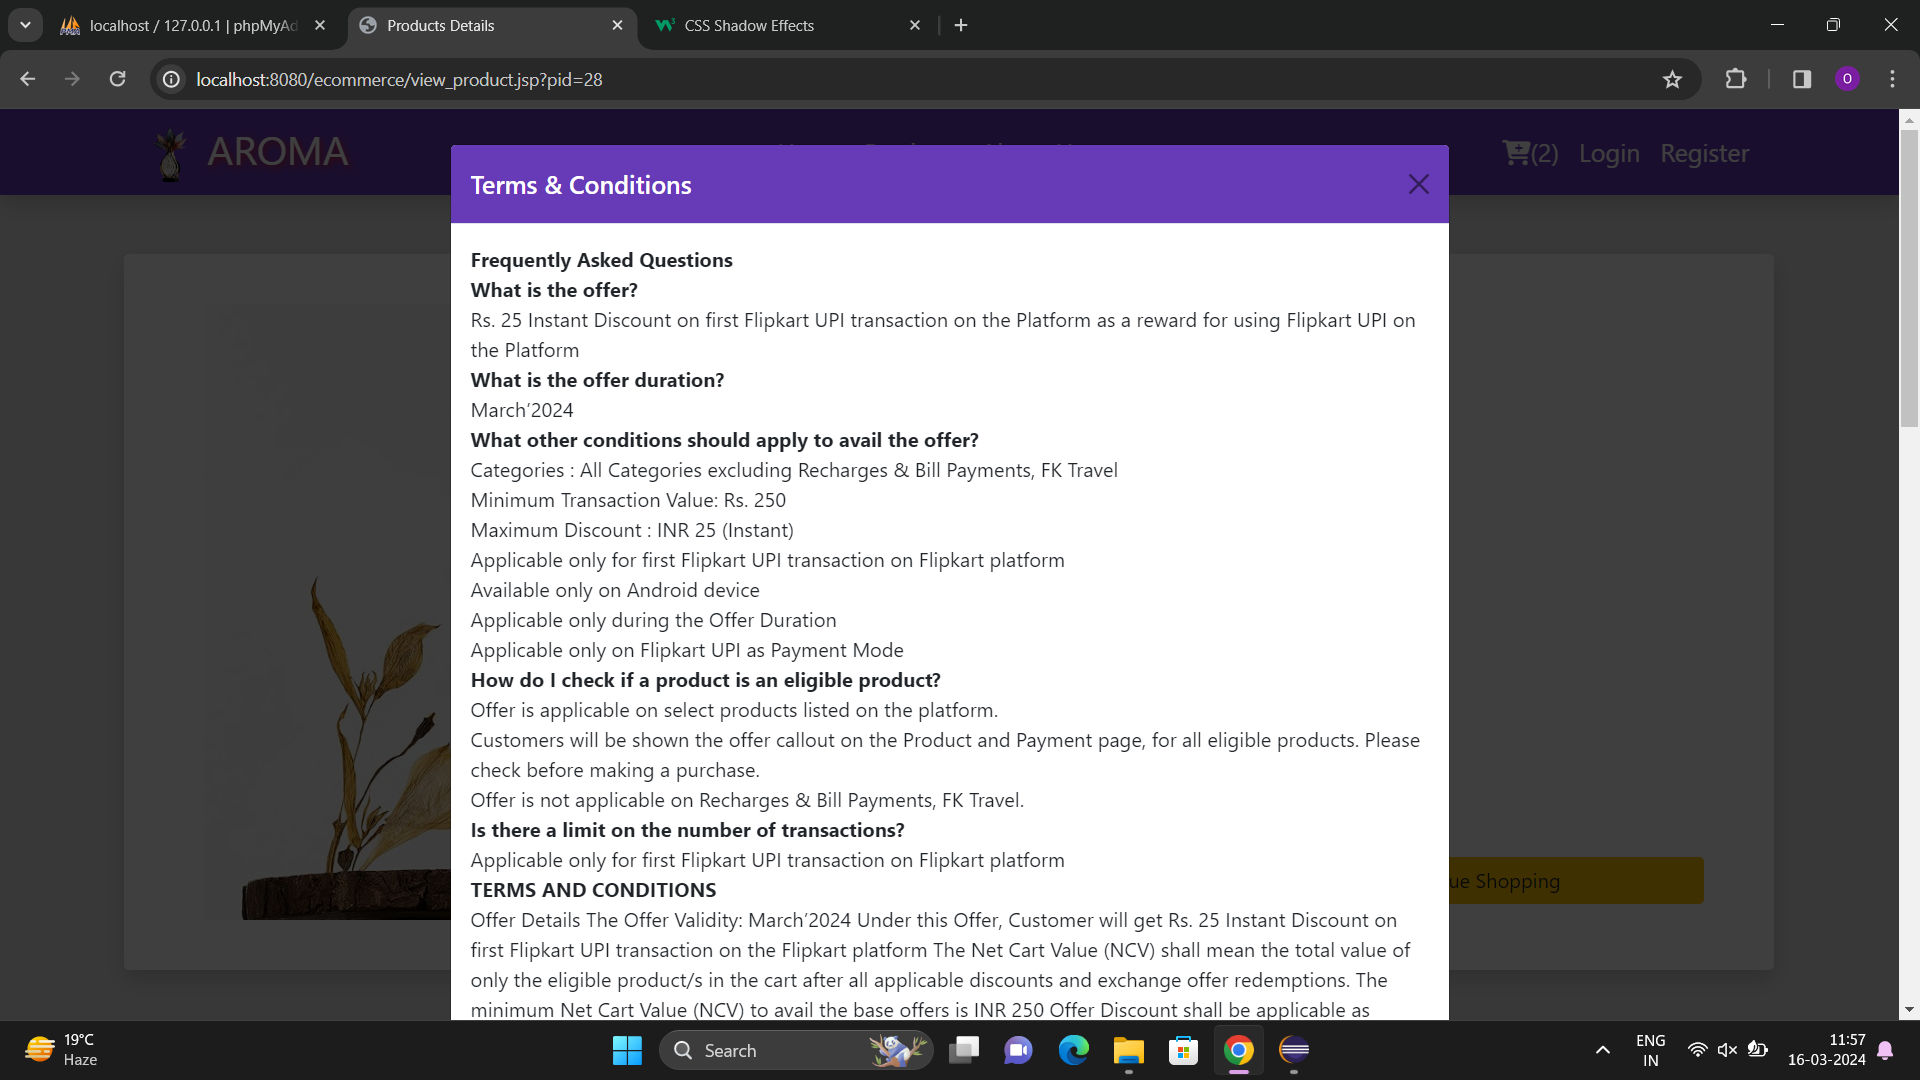 localhost / 127.0.0.1 | phpMyAd
Products Details
CSS Shadow Effects
localhost:8080/ecommerce/view_product.jsp?pid=28
O
AROMA
(2) Login Register
Terms & Conditions
Frequently Asked Questions
What is the offer?
Rs. 25 Instant Discount on first Flipkart UPI transaction on the Platform as a reward for using Flipkart UPI on
the Platform
What is the offer duration?
March’2024
What other conditions should apply to avail the offer?
Categories : All Categories excluding Recharges & Bill Payments, FK Travel
Minimum Transaction Value: Rs. 250
Maximum Discount : INR 25 (Instant)
Applicable only for first Flipkart UPI transaction on Flipkart platform
Available only on Android device
Applicable only during the Offer Duration
Applicable only on Flipkart UPI as Payment Mode
How do I check if a product is an eligible product?
Offer is applicable on select products listed on the platform.
Customers will be shown the offer callout on the Product and Payment page, for all eligible products. Please
check before making a purchase.
Offer is not applicable on Recharges & Bill Payments, FK Travel.
Is there a limit on the number of transactions?
Applicable only for first Flipkart UPI transaction on Flipkart platform
TERMS AND CONDITIONS
Offer Details The Offer Validity: March’2024 Under this Offer, Customer will get Rs. 25 Instant Discount on
first Flipkart UPI transaction on the Flipkart platform The Net Cart Value (NCV) shall mean the total value of
only the eligible product/s in the cart after all applicable discounts and exchange offer redemptions. The
minimum Net Cart Value (NCV) to avail the base offers is INR 250 Offer Discount shall be applicable as
ue Shopping
19°C
Haze
Search
ENG
IN
11:57
16-03-2024